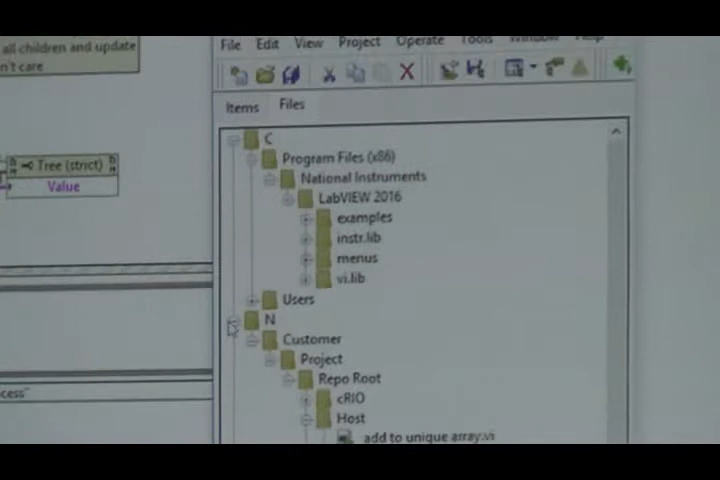 all children and update
n't care
Tree (strict)
Value
cess"
File Edit View Project Operate Tools Window Help
Items Files
C
Program Files (x86)
National Instruments
LabVIEW 2016
examples
instr.lib
menus
vi.lib
Users
N
Customer
Project
Repo Root
cRIO
Host
add to unique array.vi